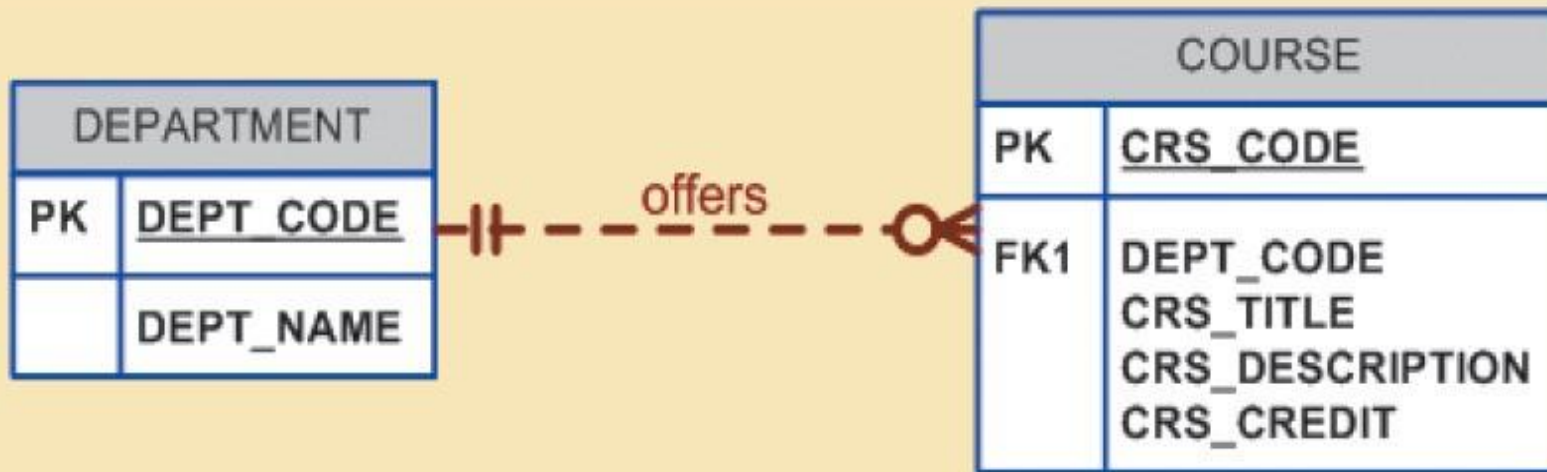 DEPARTMENT
PK DEPT_CODE
DEPT_NAME
offers
COURSE
PK CRS_CODE
FK1 DEPT_CODE
CRS_TITLE
CRS_DESCRIPTION
CRS_CREDIT